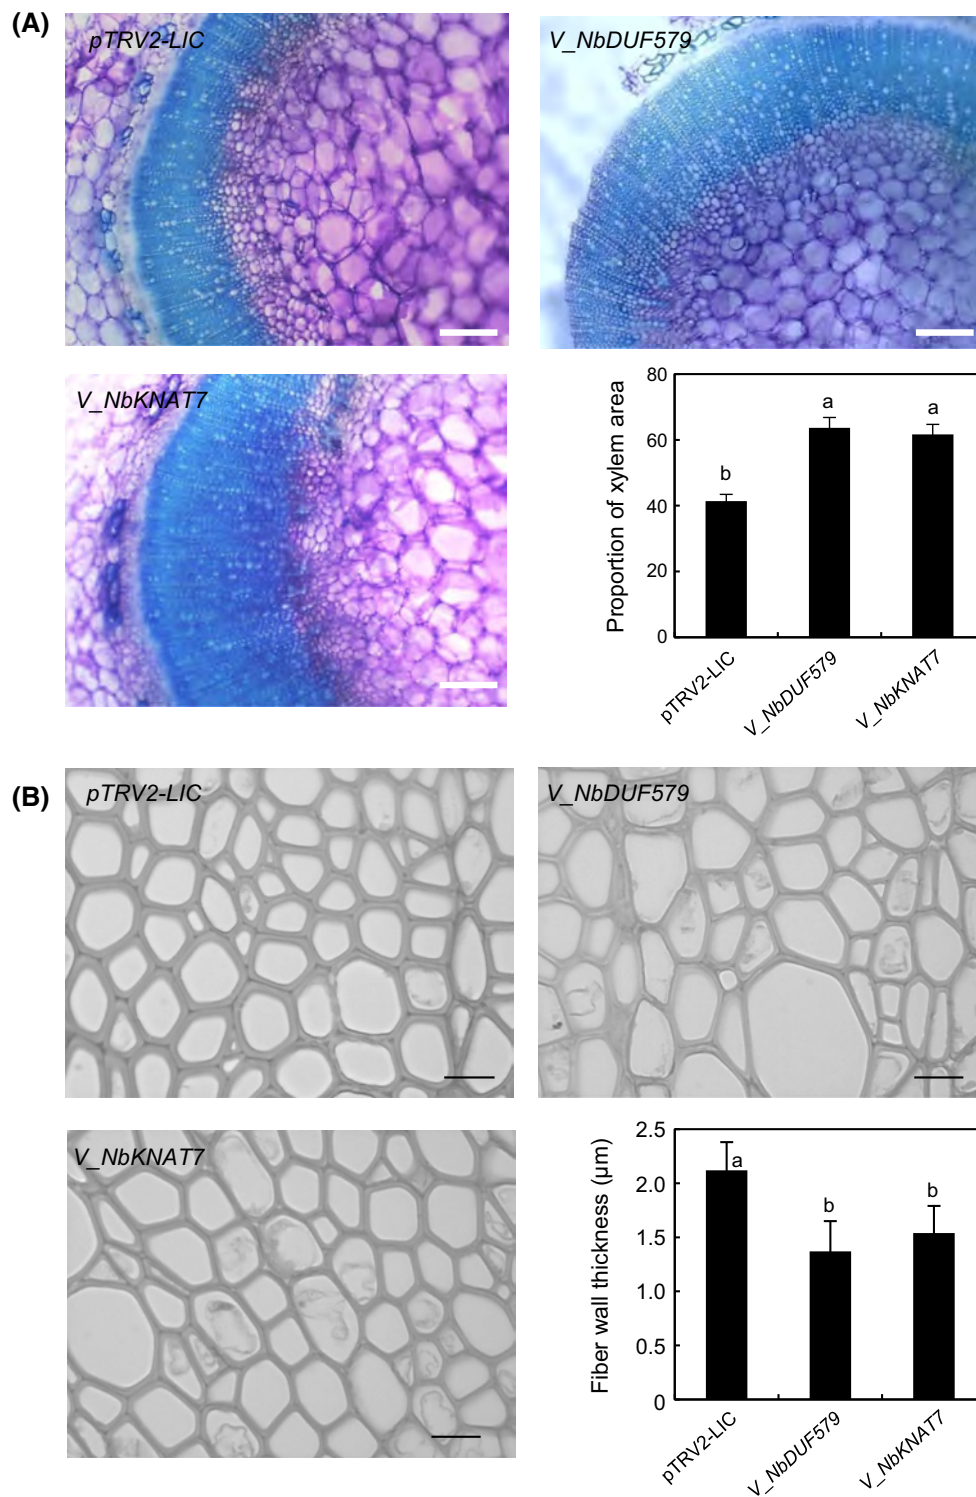 (A)
pTRV2-LIC
V_NbDUF579
V_NbKNAT7
80
60
40
20
0
Proportion of xylem area
b
a
a
pTRV2-LIC
V_NbDUF579
V_NbKNAT7
(B)
pTRV2-LIC
V_NbDUF579
V_NbKNAT7
2.5
2.0
1.5
1.0
0.5
0
Fiber wall thickness (µm)
a
b
b
pTRV2-LIC
V_NbDUF579
V_NbKNAT7